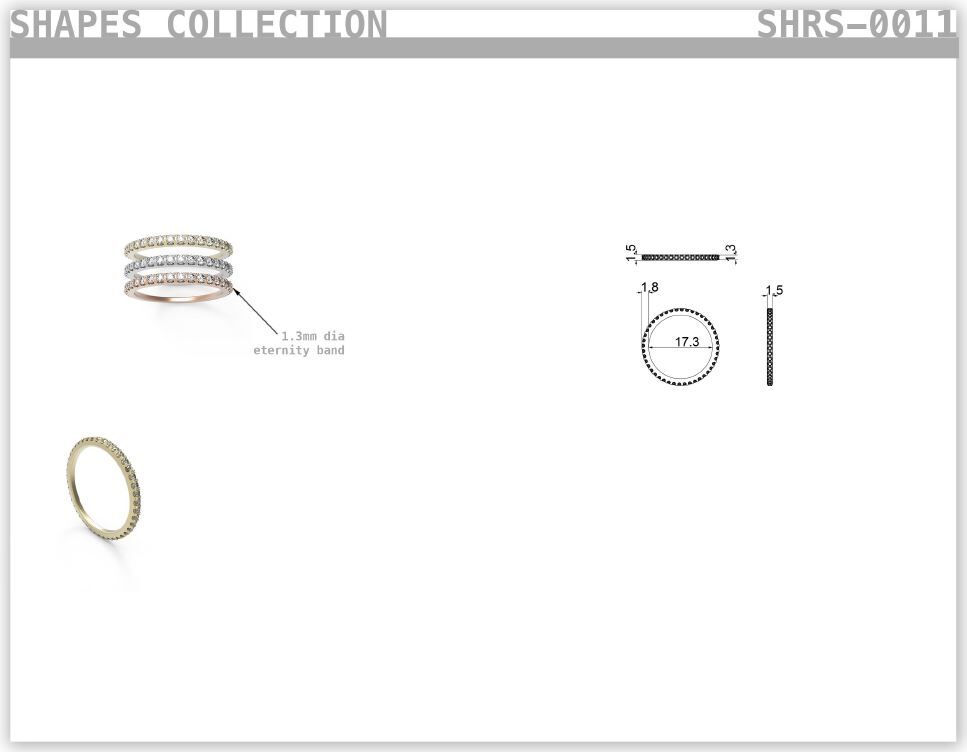 SHAPES COLLECTION
SHRS-0011
1.5
1.3
1.8
1.5
17.3
1.3mm dia
eternity band